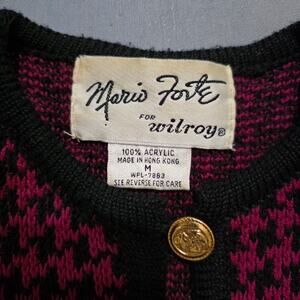 Mario Forte
FOR
wilroy®
100% ACRYLIC
MADE IN HONG KONG
M
WPL-7883
SEE REVERSE FOR CARE